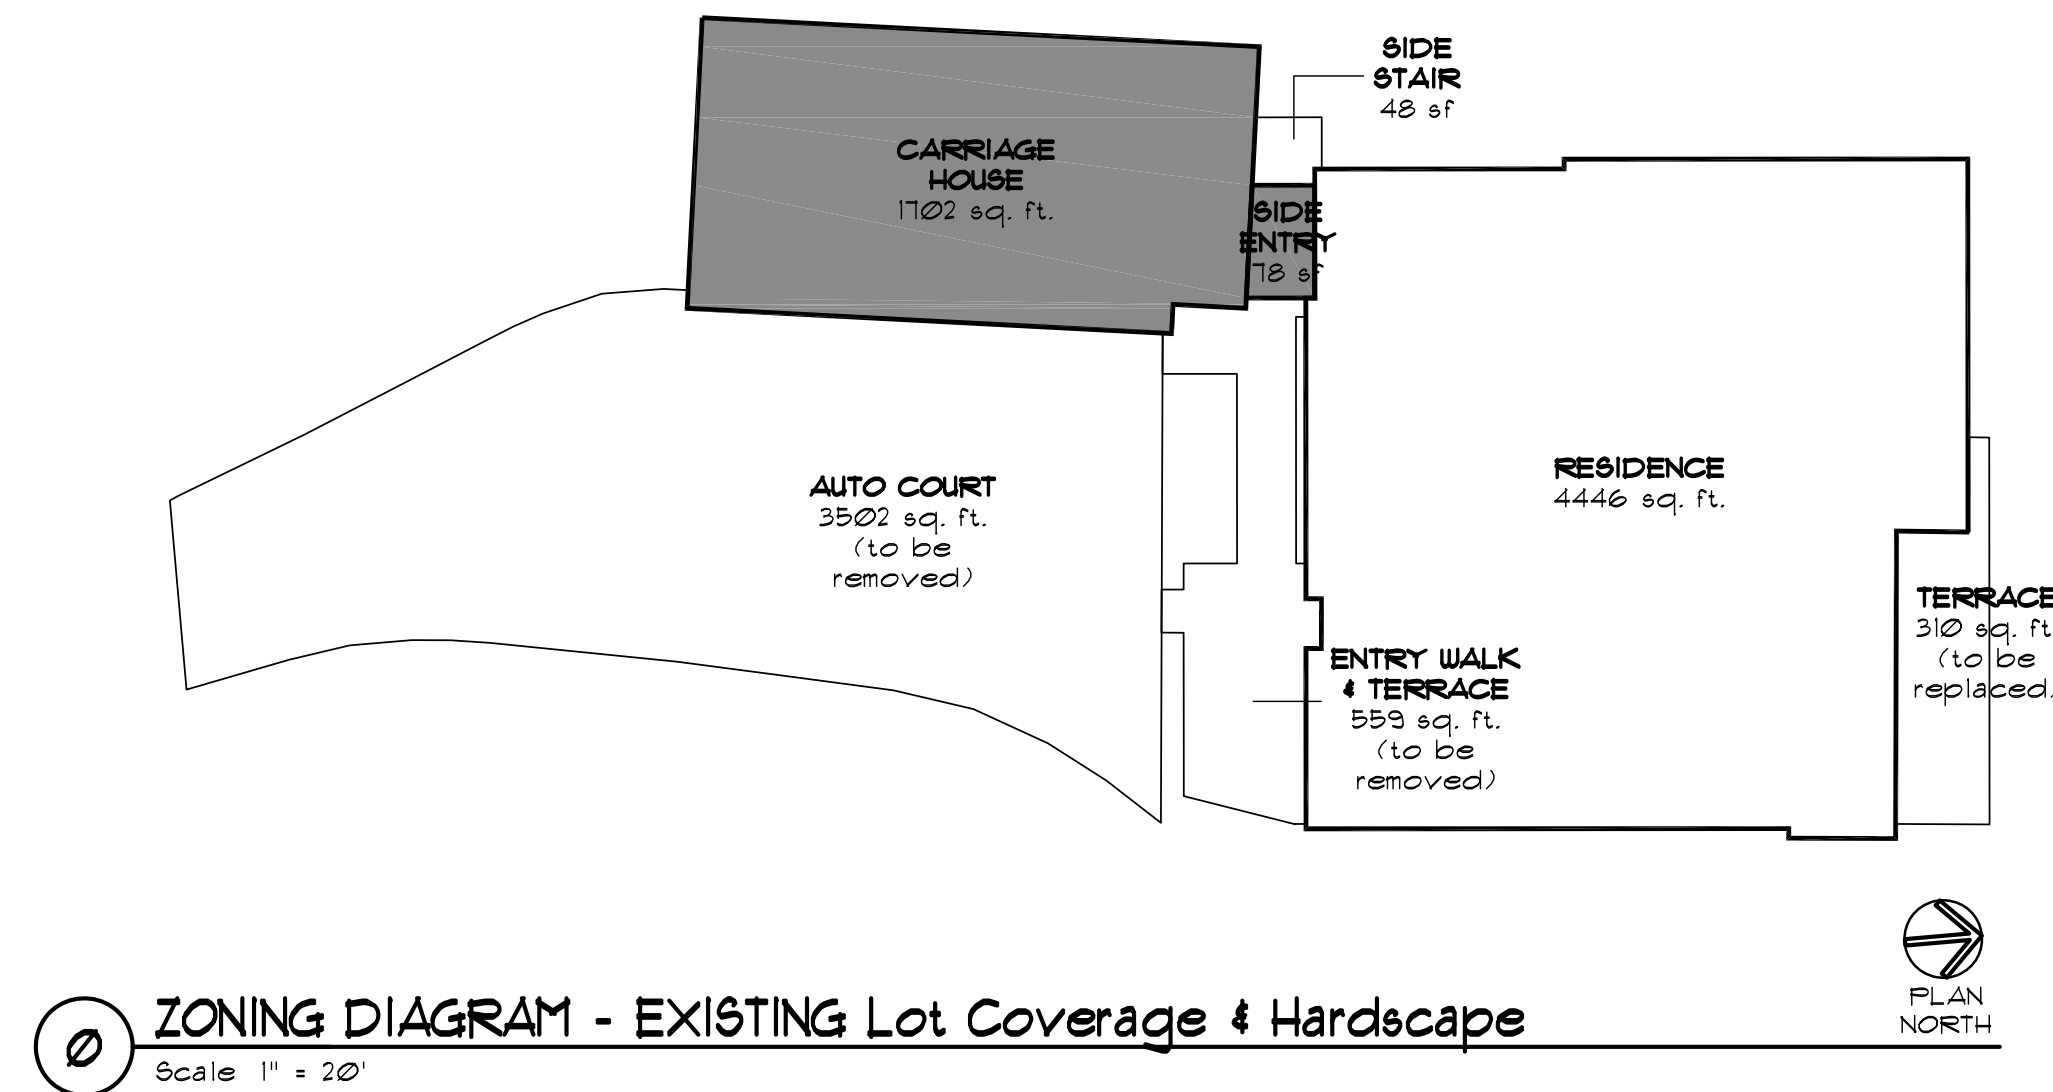 SIDE
STAIR
48 sf
CARRIAGE
HOUSE
1702 sq. ft.
SIDE
ENTRY
78 sf
AUTO COURT
3502 sq. ft.
(to be
removed)
RESIDENCE
4446 sq. ft.
TERRACE
310 sq. ft
(to be
replaced)
ENTRY WALK
& TERRACE
559 sq. ft.
(to be
removed)
PLAN
NORTH
0
ZONING DIAGRAM - EXISTING Lot Coverage & Hardscape
Scale 1" = 20'